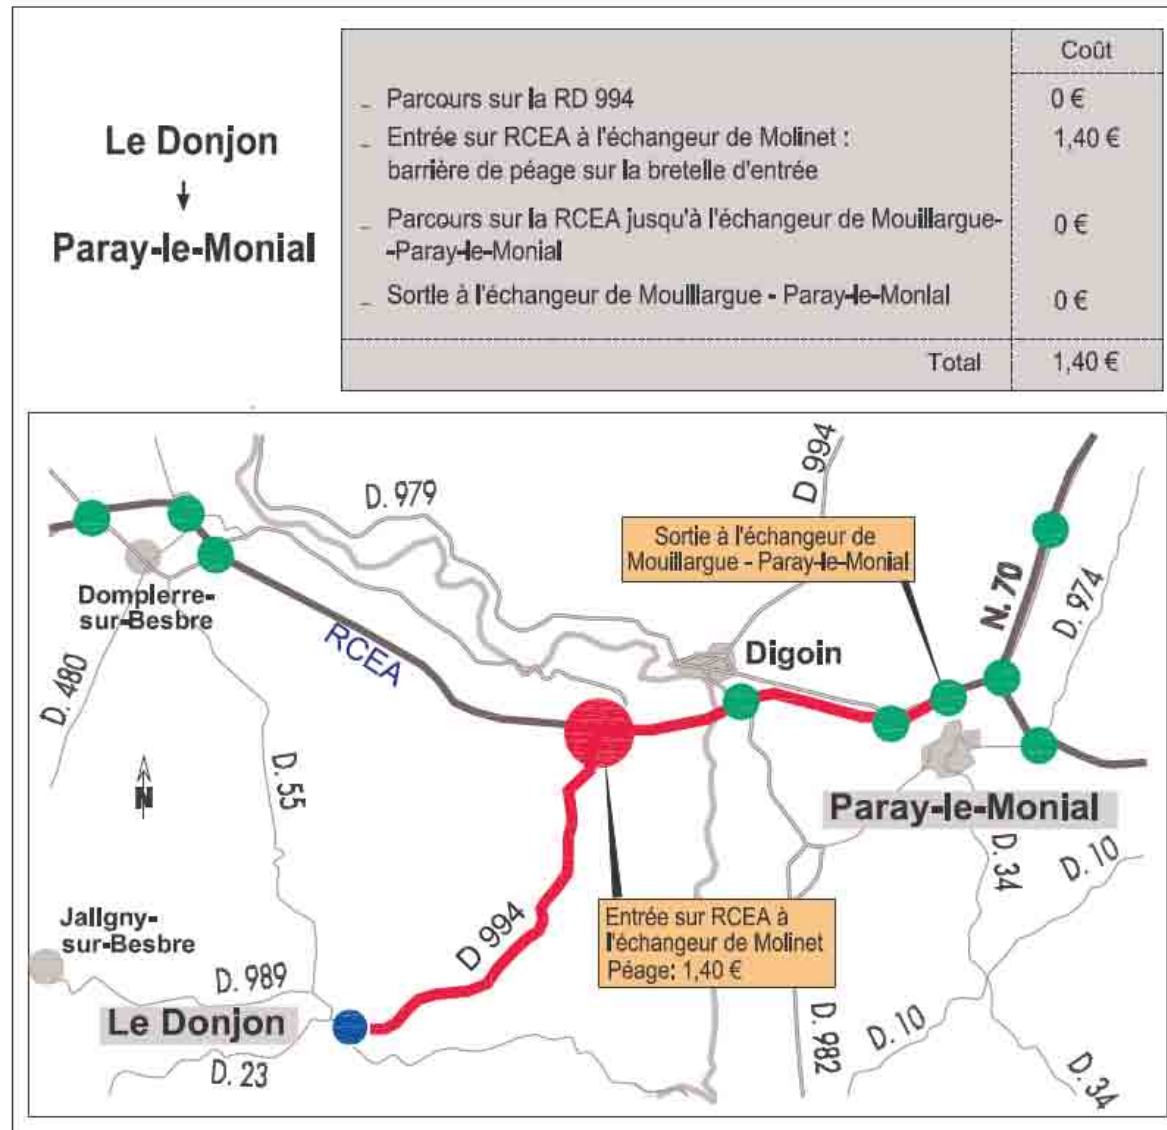 Coût
Le Donjon
Paray-le-Monial
- Parcours sur la RD 994 0 €
- Entrée sur RCEA à l'échangeur de Molinet : 1,40 €
barrière de péage sur la bretelle d'entrée
- Parcours sur la RCEA jusqu'à l'échangeur de Mouillargue- 0 €
-Paray-le-Monial
- Sortie à l'échangeur de Mouillargue - Paray-le-Monial 0 €
Total 1,40 €
D. 979
D 994
Sortie à l'échangeur de
Mouillargue - Paray-le-Monial
N. 70
D. 974
Dompierre-
sur-Besbre
RCEA
Digoin
D. 480
N
D. 55
Paray-le-Monial
D. 34
D. 10
Jaligny-
sur-Besbre
D 994
Entrée sur RCEA à
l'échangeur de Molinet
Péage: 1,40 €
D. 989
Le Donjon
D. 23
D. 982
D. 10
D. 34